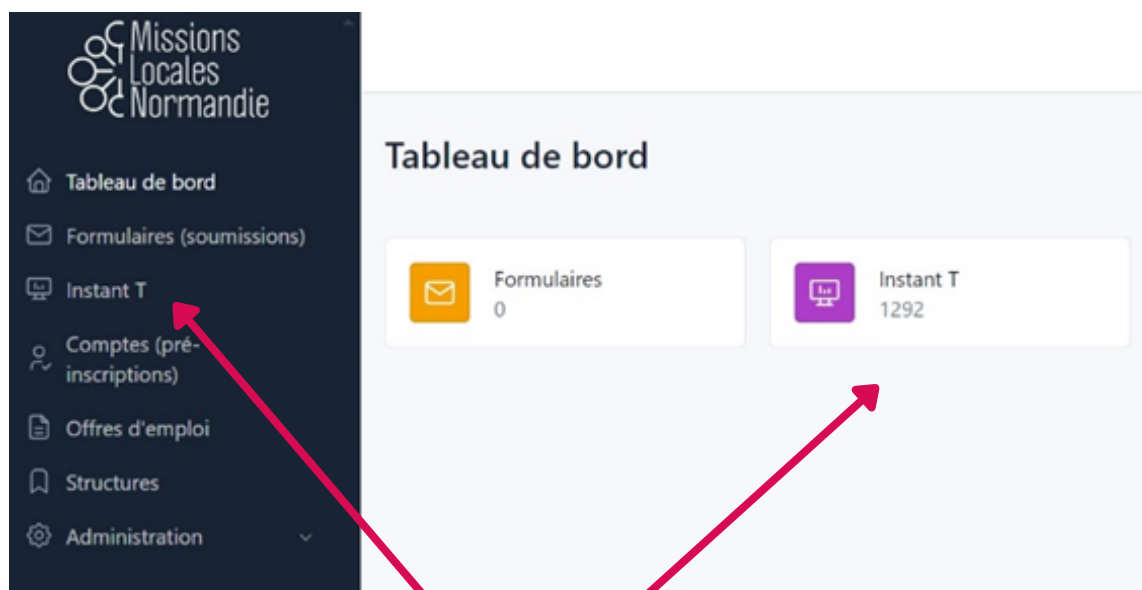 Missions
Locales
Normandie
Tableau de bord
Formulaires (soumissions)
Instant T
Comptes (pré-
inscriptions)
Offres d'emploi
Structures
Administration
Tableau de bord
Formulaires
0
Instant T
1292